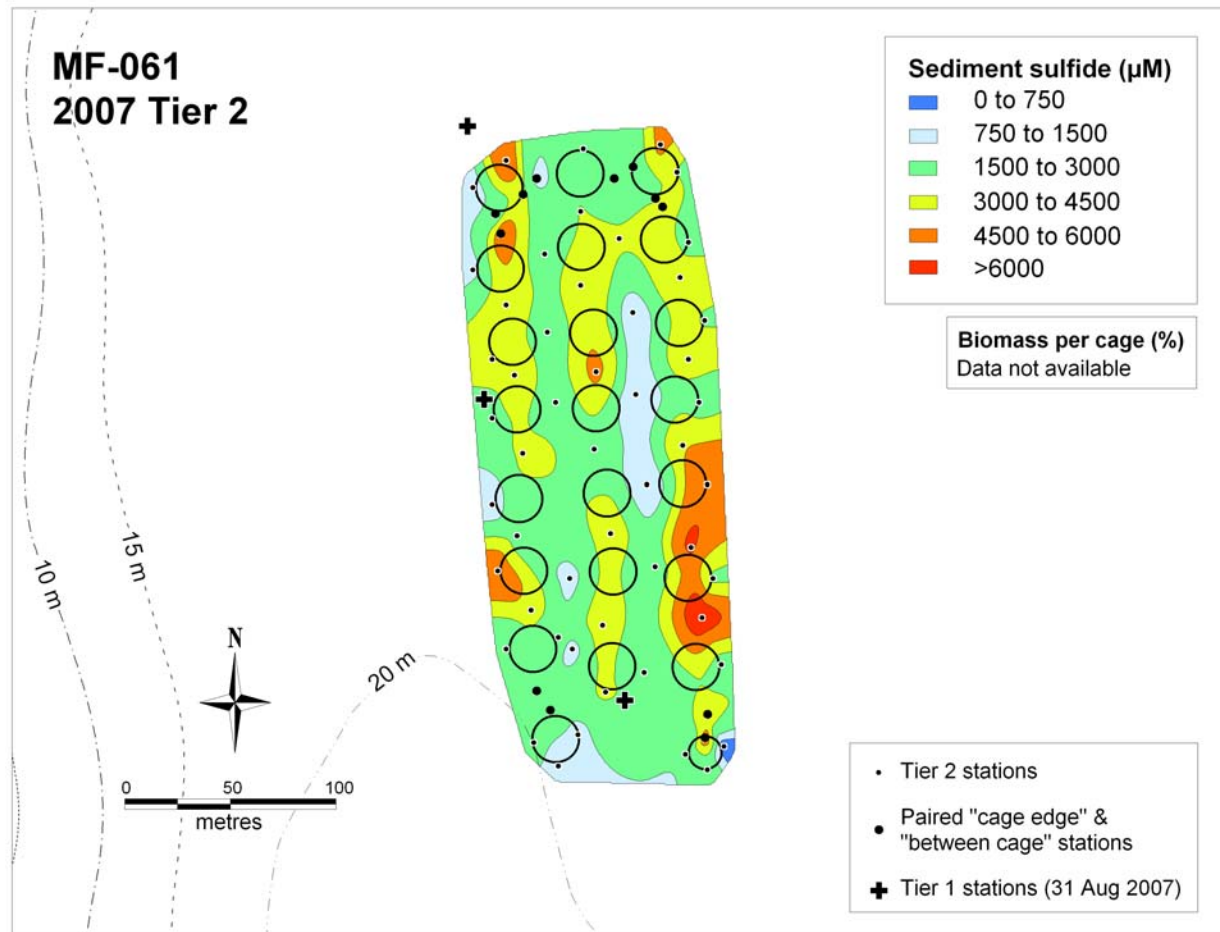 MF-061
2007 Tier 2
Sediment sulfide (µM)
0 to 750
750 to 1500
1500 to 3000
3000 to 4500
4500 to 6000
>6000
Biomass per cage (%)
Data not available
10 m
15 m
20 m
N
0 50 100
metres
Tier 2 stations
Paired "cage edge" &
"between cage" stations
Tier 1 stations (31 Aug 2007)